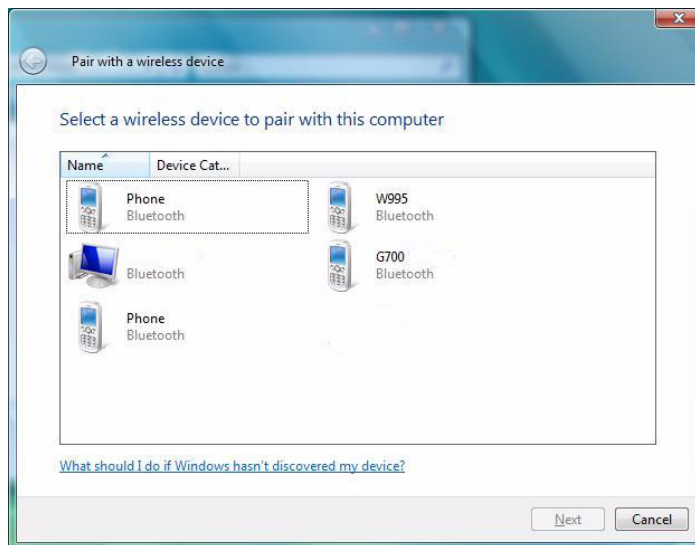 Pair with a wireless device
Select a wireless device to pair with this computer
Name Device Cat...
Phone
Bluetooth
W995
Bluetooth
Bluetooth
G700
Bluetooth
Phone
Bluetooth
What should I do if Windows hasn't discovered my device?
Next Cancel